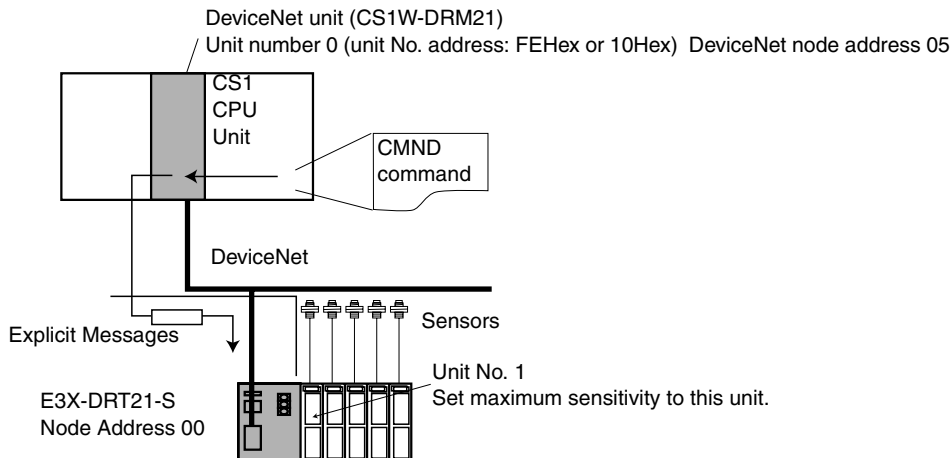 DeviceNet unit (CS1W-DRM21)
Unit number 0 (unit No. address: FEHex or 10Hex)  DeviceNet node address 05
CS1
CPU
Unit
CMND
command
DeviceNet
Sensors
Explicit Messages
Unit No. 1
Set maximum sensitivity to this unit.
E3X-DRT21-S
Node Address 00